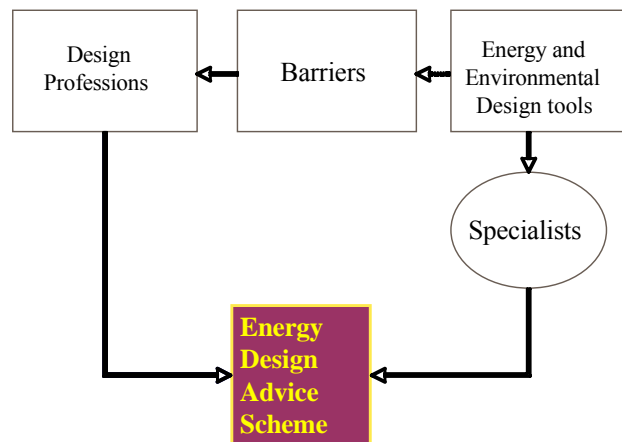 Design
Professions
Barriers
Energy and
Environmental
Design tools
Specialists
Energy
Design
Advice
Scheme